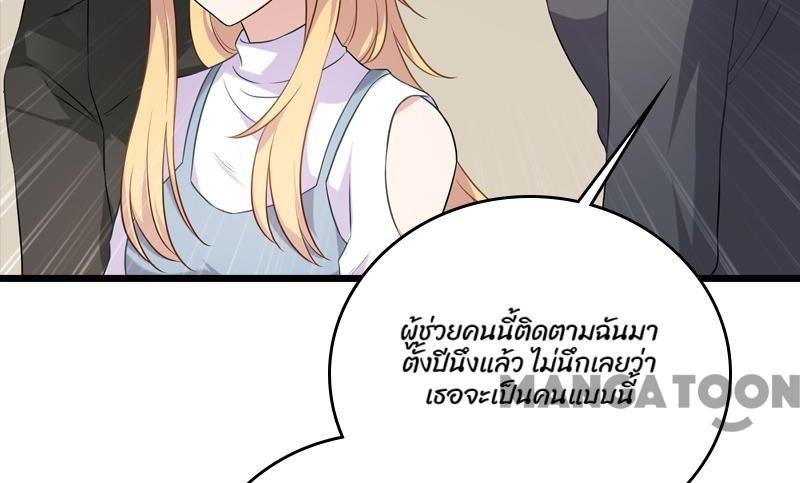 ผู้ช่วยคนนี้ติดตามฉันมา
ตั้งปีนึงแล้ว ไม่นึกเลยว่า
เธอจะเป็นคนแบบนี้
MANGATOON